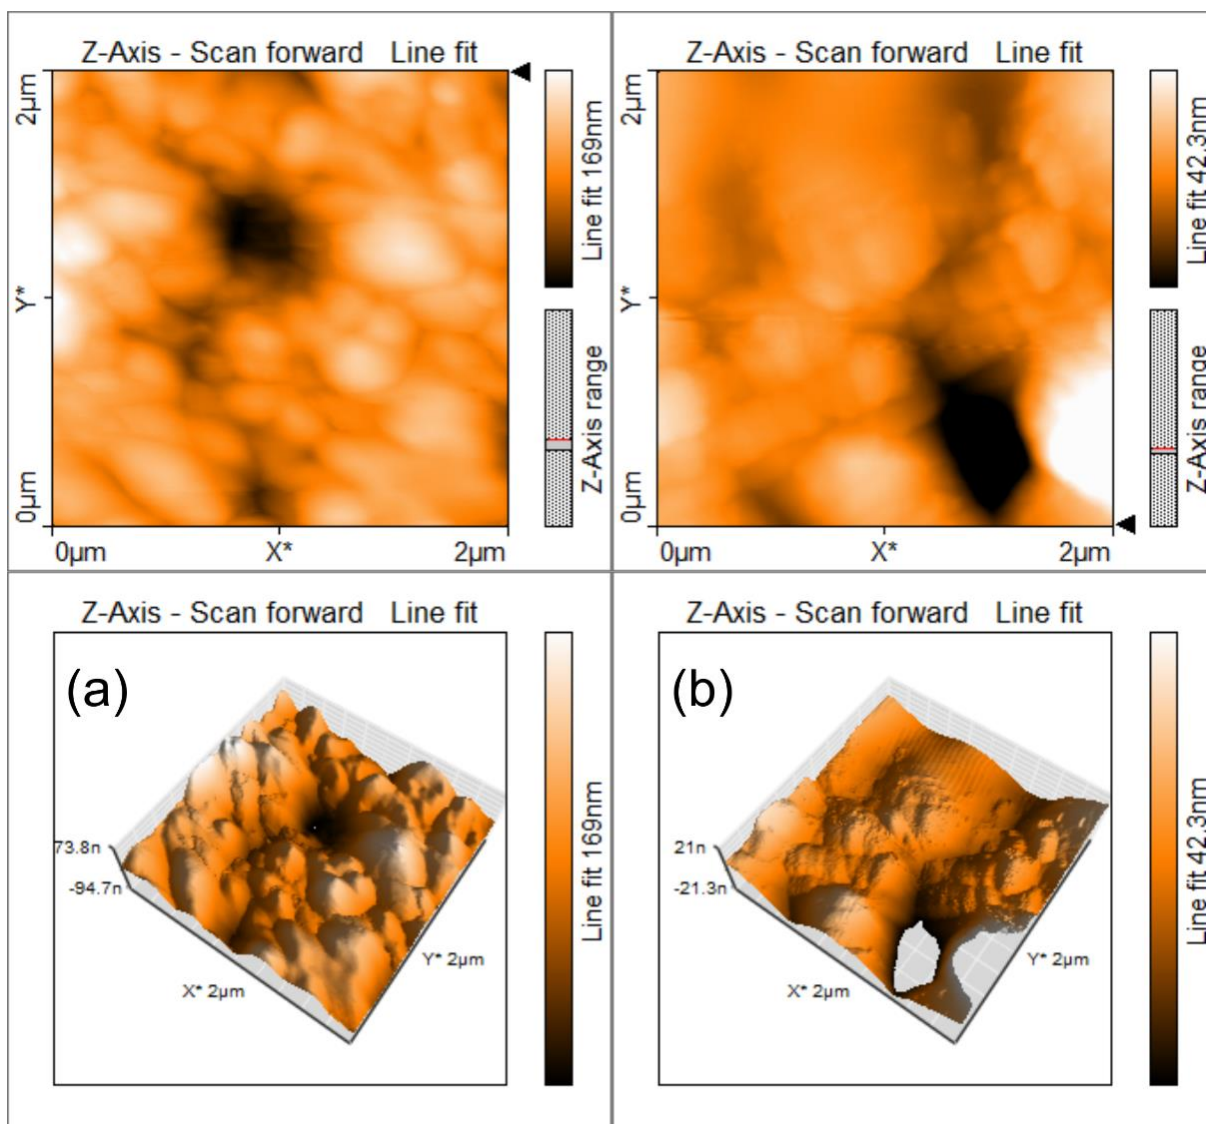 Z-Axis - Scan forward Line fit
2µm
Y*
0µm
0µm
X*
2µm
Line fit 169nm
Z-Axis range
Z-Axis - Scan forward Line fit
2µm
Y*
0µm
0µm
X*
2µm
Line fit 42.3nm
Z-Axis range
Z-Axis - Scan forward Line fit
(a)
73.8n
-94.7n
X* 2µm
Y* 2µm
Line fit 169nm
Z-Axis - Scan forward Line fit
(b)
21n
-21.3n
X* 2µm
Y* 2µm
Line fit 42.3nm